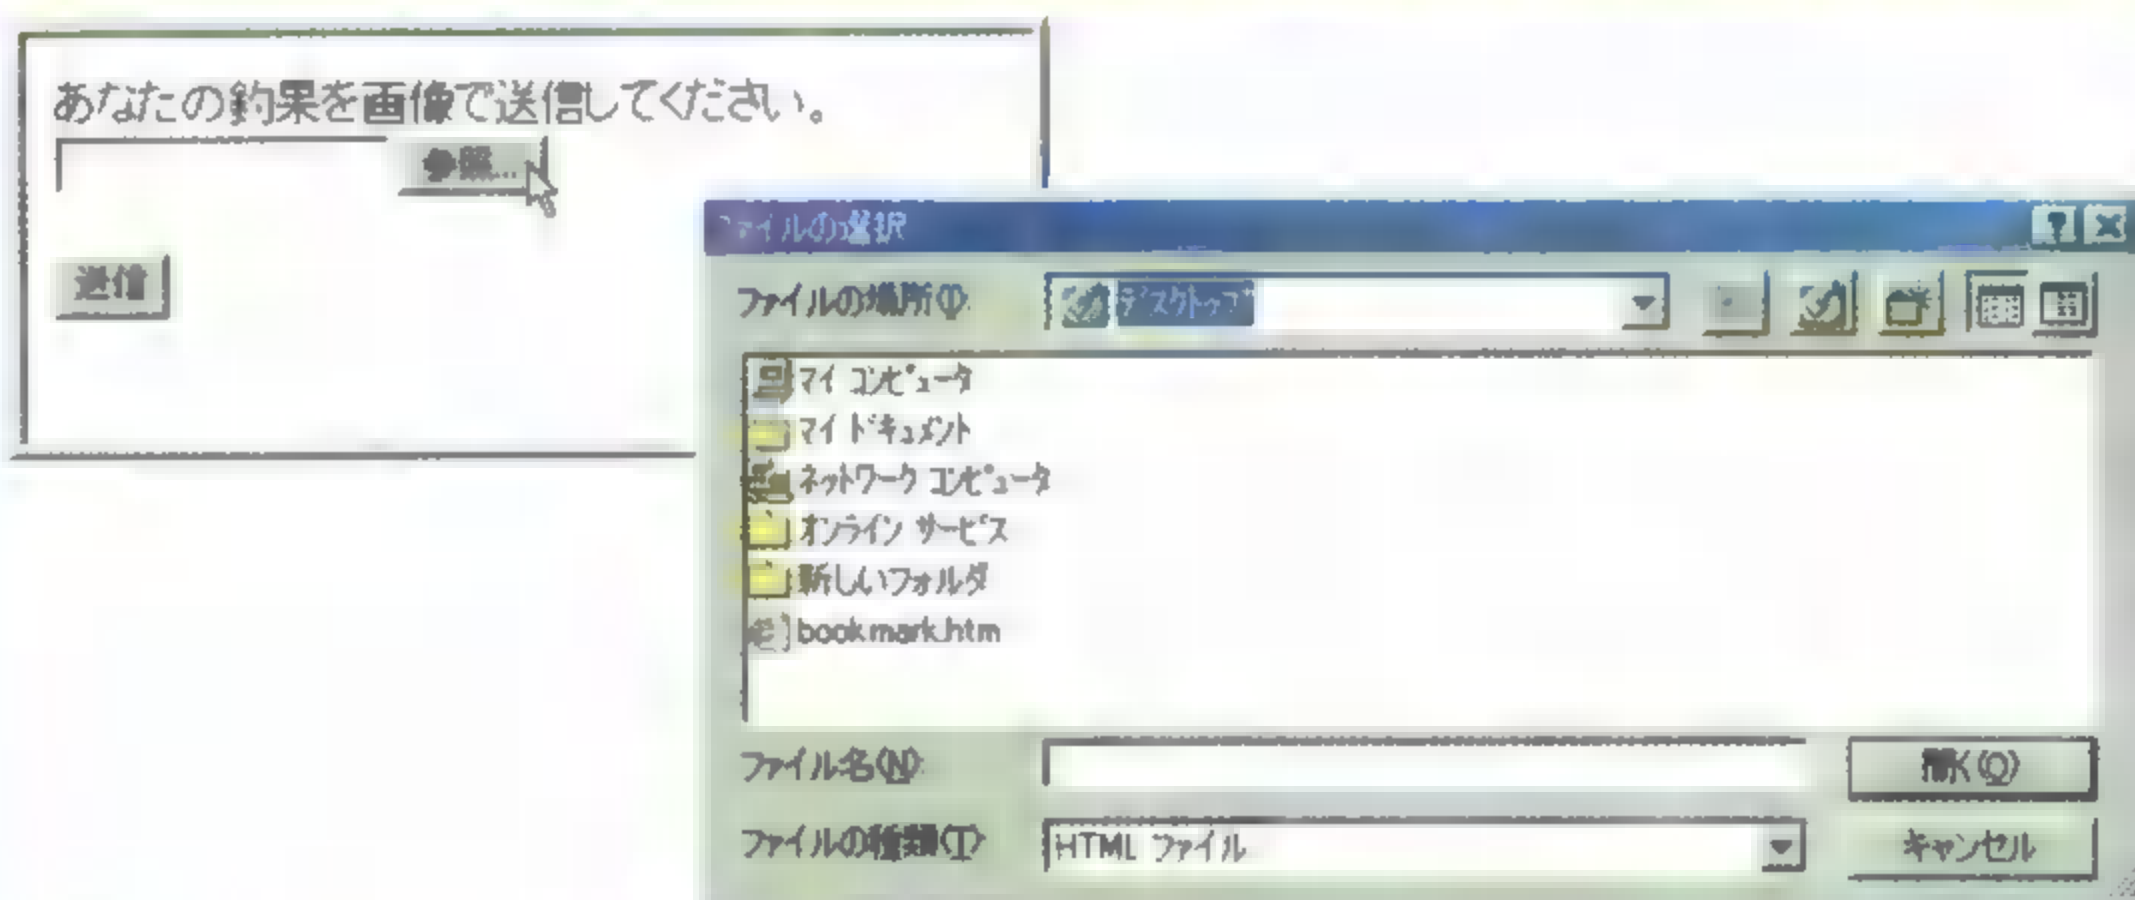 あなたの釣果を画像で送信してください。
参照...
送信
ファイルの選択
ファイルの場所(I):
デスクトップ
マイ コンピュータ
マイ ドキュメント
ネットワーク コンピュータ
オンライン サービス
新しいフォルダ
bookmark.htm
ファイル名(N):
開く(O)
ファイルの種類(T):
HTML ファイル
キャンセル